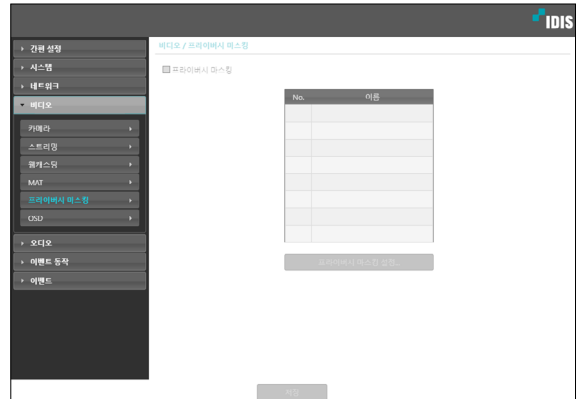 IDIS
간편 설정
시스템
네트워크
비디오
카메라
스트리밍
웹캐스팅
MAT
프라이버시 마스킹
OSD
오디오
이벤트 동작
이벤트
비디오 / 프라이버시 마스킹
프라이버시 마스킹
No. 이름
프라이버시 마스킹 설정...